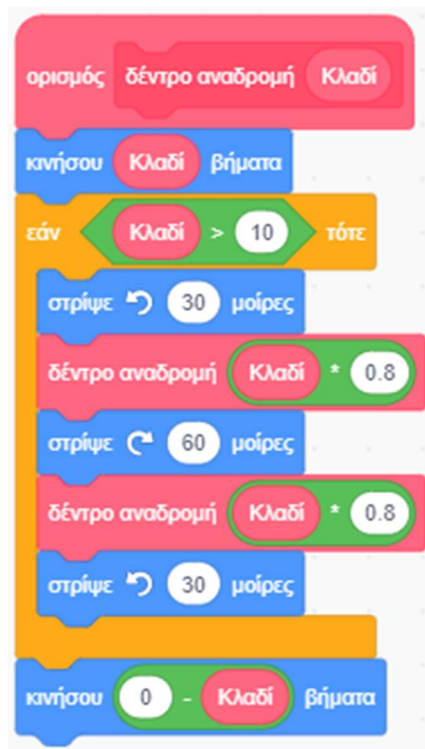 ορισμός δέντρο αναδρομή Κλαδί
κινήσου Κλαδί βήματα
εάν Κλαδί > 10 τότε
στρίψε 30 μοίρες
δέντρο αναδρομή Κλαδί * 0.8
στρίψε 60 μοίρες
δέντρο αναδρομή Κλαδί * 0.8
στρίψε 30 μοίρες
κινήσου 0 - Κλαδί βήματα